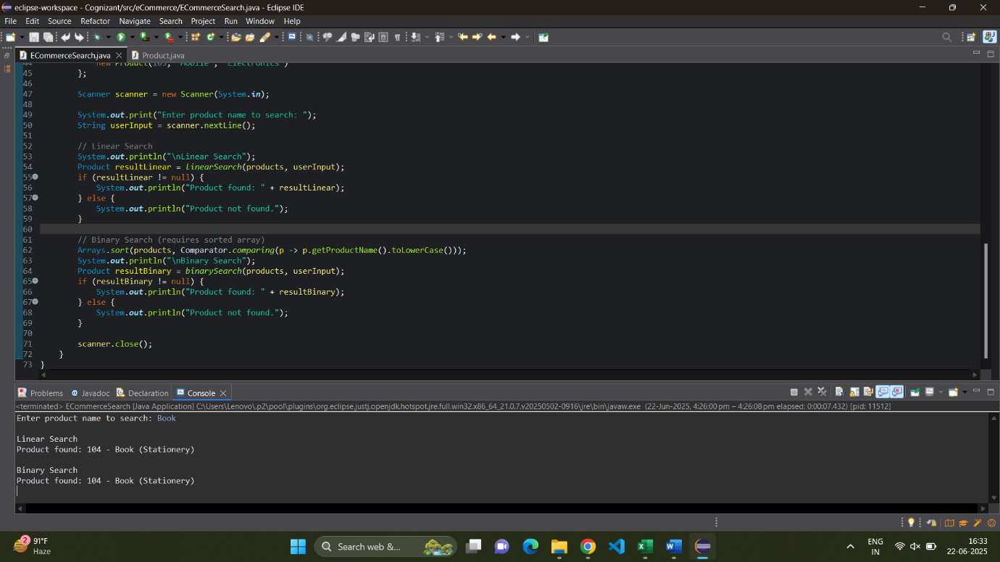 eclipse-workspace - Cognizant/src/eCommerce/ECommerceSearch.java - Eclipse IDE
File Edit Source Refactor Navigate Search Project Run Window Help
ECommerceSearch.java Product.java
44 new Product(105, "Mobile", "Electronics")
45 };
46
47 Scanner scanner = new Scanner(System.in);
48
49 System.out.print("Enter product name to search: ");
50 String userInput = scanner.nextLine();
51
52 // Linear Search
53 System.out.println("\nLinear Search");
54 Product resultLinear = linearSearch(products, userInput);
55 if (resultLinear != null) {
56 System.out.println("Product found: " + resultLinear);
57 } else {
58 System.out.println("Product not found.");
59 }
60
61 // Binary Search (requires sorted array)
62 Arrays.sort(products, Comparator.comparing(p -> p.getProductName().toLowerCase()));
63 System.out.println("\nBinary Search");
64 Product resultBinary = binarySearch(products, userInput);
65 if (resultBinary != null) {
66 System.out.println("Product found: " + resultBinary);
67 } else {
68 System.out.println("Product not found.");
69 }
70
71 scanner.close();
72 }
73 }
Problems Javadoc Declaration Console
<terminated> ECommerceSearch [Java Application] C:\Users\Lenovo\.p2\pool\plugins\org.eclipse.justj.openjdk.hotspot.jre.full.win32.x86_64_21.0.7.v20250502-0916\jre\bin\javaw.exe (22-Jun-2025, 4:26:00 pm – 4:26:08 pm elapsed: 0:00:07.432) [pid: 11512]
Enter product name to search: Book
Linear Search
Product found: 104 - Book (Stationery)
Binary Search
Product found: 104 - Book (Stationery)
2
91°F
Haze
Search web &...
ENG
IN
16:33
22-06-2025